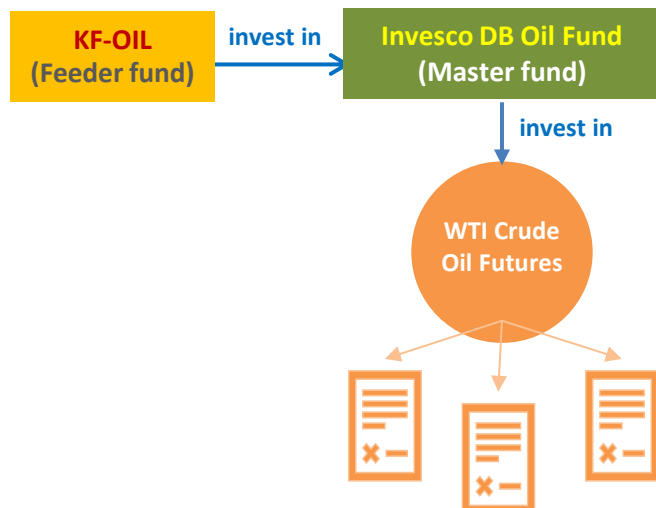 KF-OIL
(Feeder fund)
invest in
Invesco DB Oil Fund
(Master fund)
invest in
WTI Crude
Oil Futures